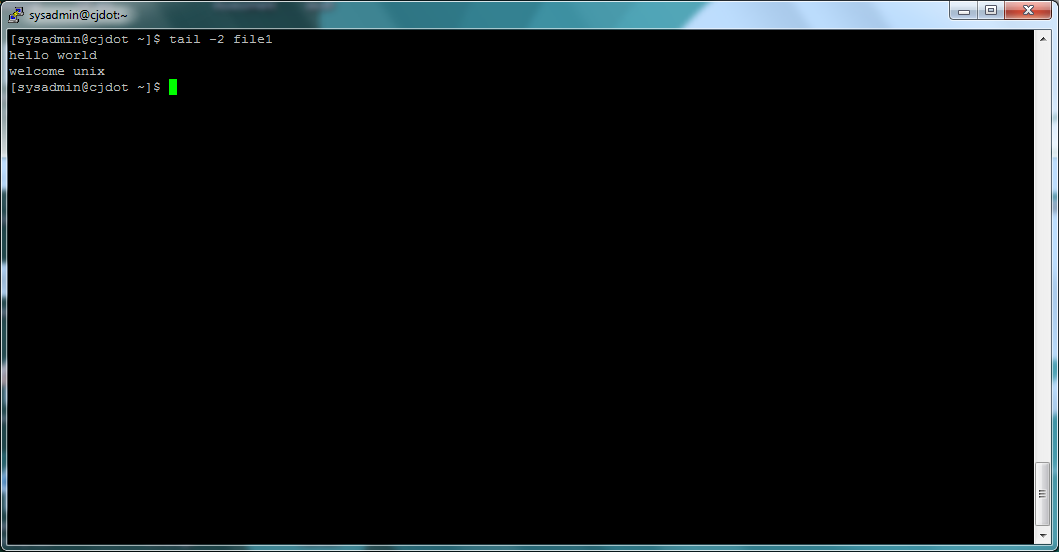 sysadmin@cjdot:~
[sysadmin@cjdot ~]$ tail -2 file1
hello world
welcome unix
[sysadmin@cjdot ~]$